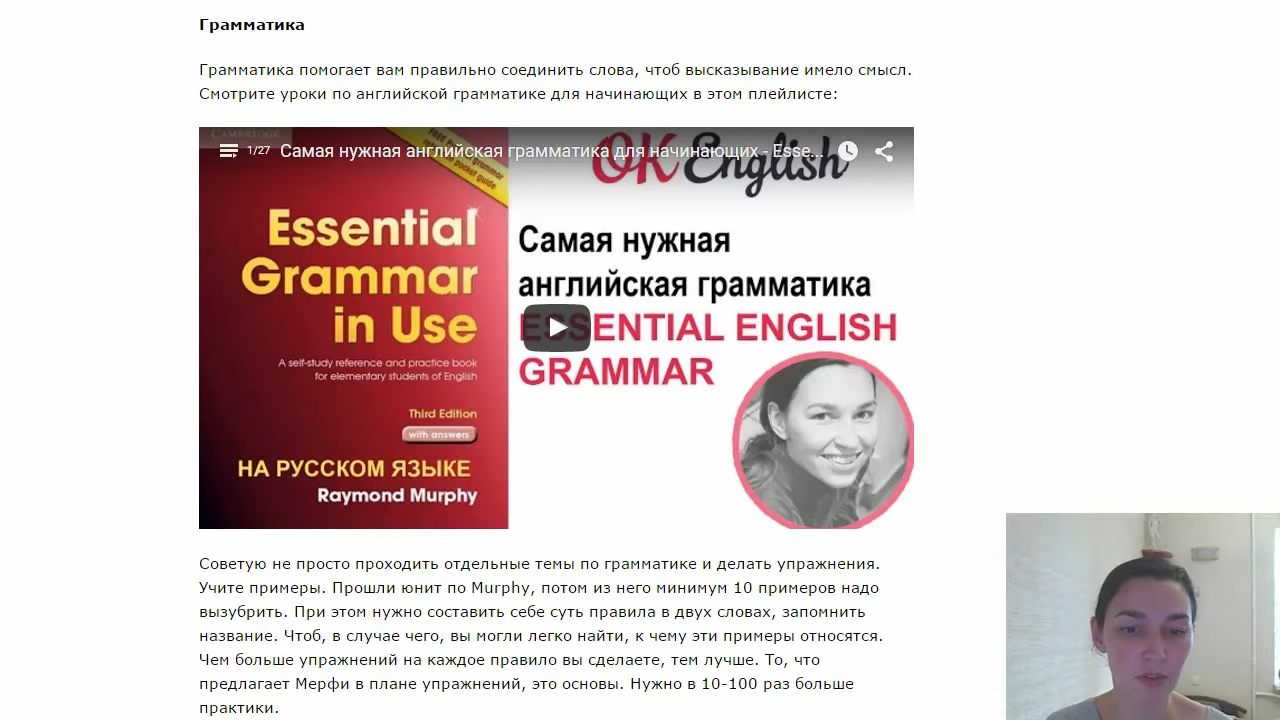 Грамматика
Грамматика помогает вам правильно соединить слова, чтоб высказывание имело смысл.
Смотрите уроки по английской грамматике для начинающих в этом плейлисте:
CAMBRIDGE
1/27 Самая нужная английская грамматика для начинающих - Esse...
OK English
FREE grammar
pocket guide
Essential
Grammar
in Use
A self-study reference and practice book
for elementary students of English
Third Edition
with answers
НА РУССКОМ ЯЗЫКЕ
Raymond Murphy
Самая нужная
английская грамматика
ESSENTIAL ENGLISH
GRAMMAR
Советую не просто проходить отдельные темы по грамматике и делать упражнения.
Учите примеры. Прошли юнит по Murphy, потом из него минимум 10 примеров надо
вызубрить. При этом нужно составить себе суть правила в двух словах, запомнить
название. Чтоб, в случае чего, вы могли легко найти, к чему эти примеры относятся.
Чем больше упражнений на каждое правило вы сделаете, тем лучше. То, что
предлагает Мерфи в плане упражнений, это основы. Нужно в 10-100 раз больше
практики.